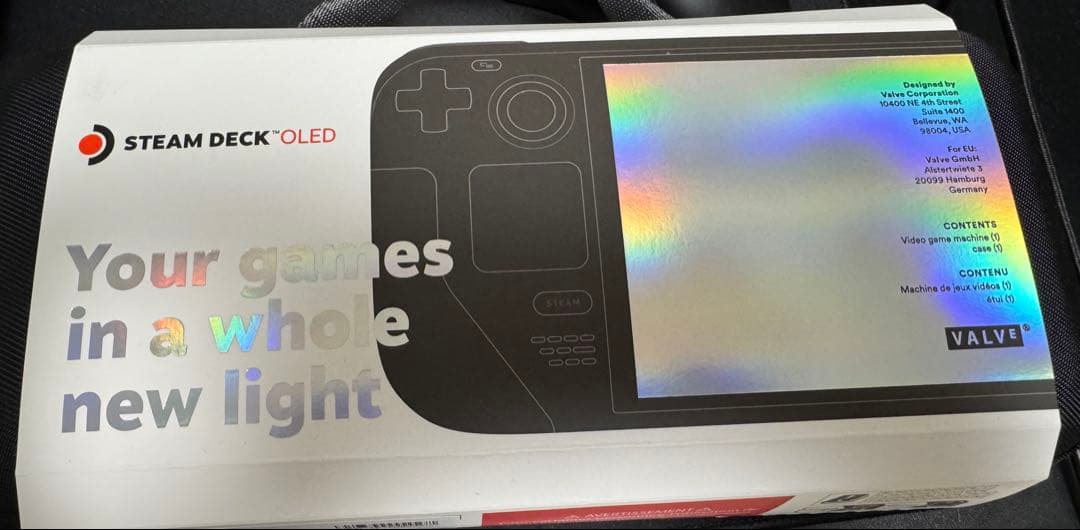 STEAM DECK™OLED
Your games
in a whole
new light
STEAM
Designed by
Valve Corporation
10400 NE 4th Street
Suite 1400
Bellevue, WA
98004, USA
For EU:
Valve GmbH
Alstertwiete 3
20099 Hamburg
Germany
CONTENTS
Video game machine (1)
case (1)
CONTENU
Machine de jeux vidéos (1)
étui (1)
VALVE®
⚠ AVERTISSEMENT ⚠